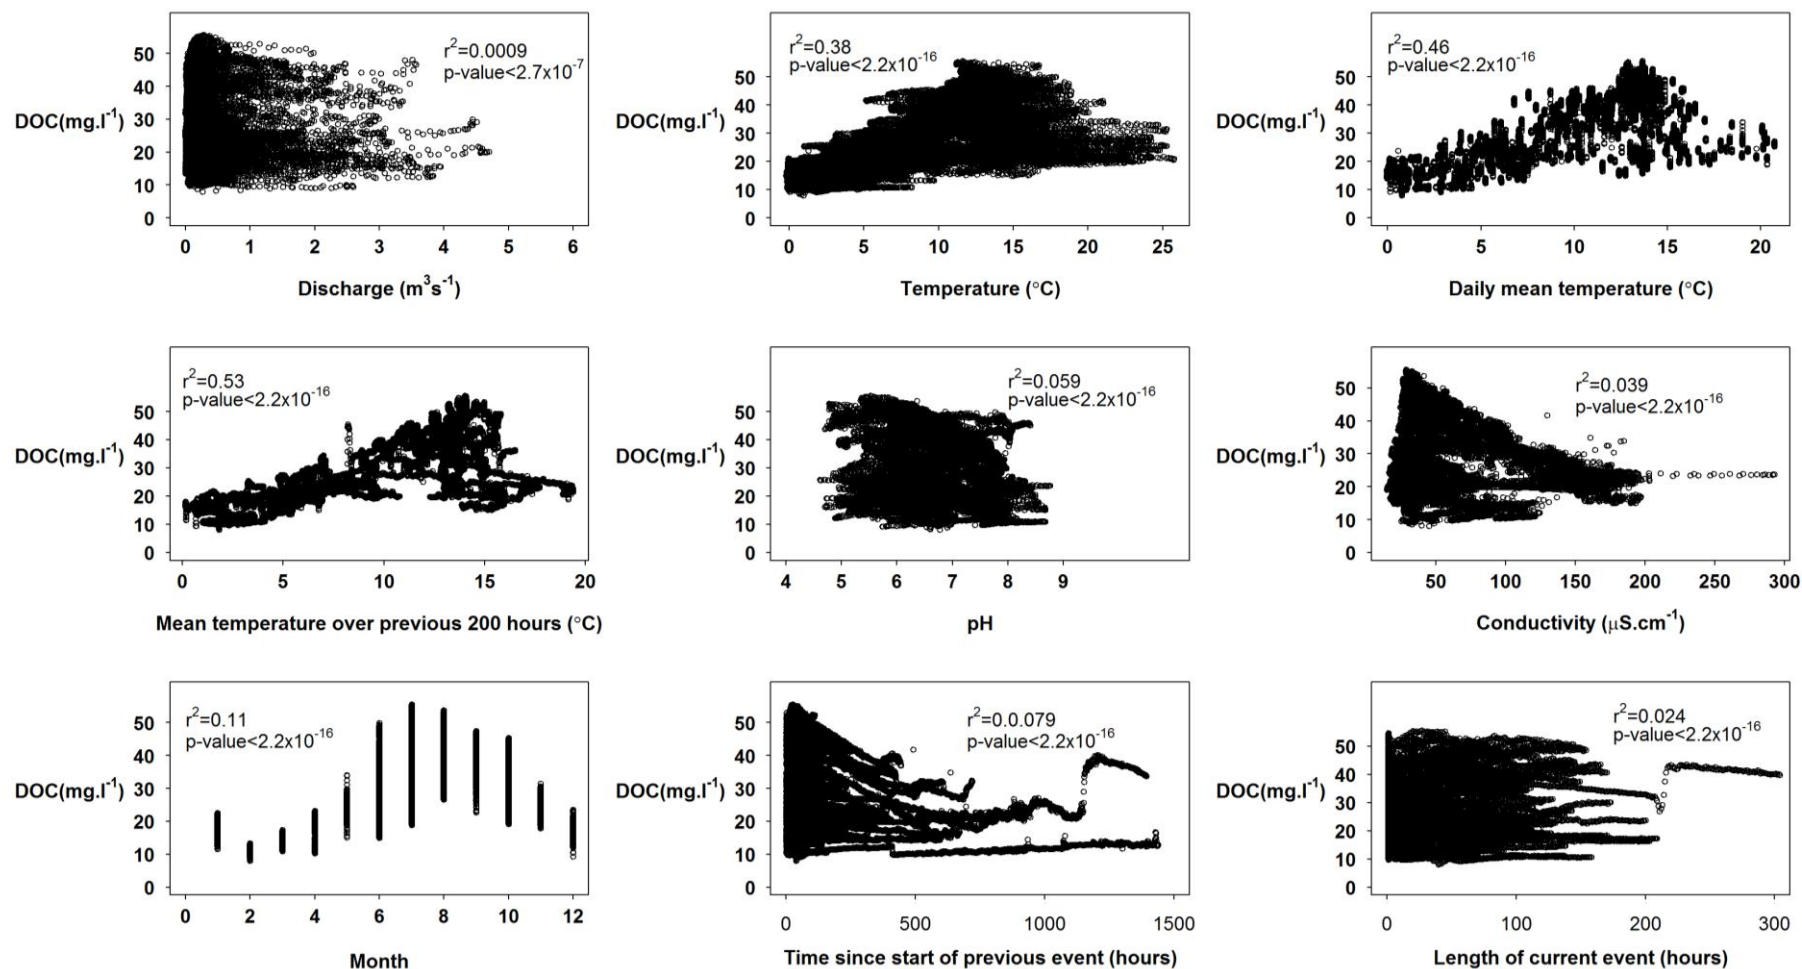 r²=0.0009
p-value<2.7x10⁻⁷
DOC(mg.l⁻¹)
50
40
30
20
10
0
0 1 2 3 4 5 6
Discharge (m³s⁻¹)
r²=0.38
p-value<2.2x10⁻¹⁶
DOC(mg.l⁻¹)
50
40
30
20
10
0
0 5 10 15 20 25
Temperature (°C)
r²=0.46
p-value<2.2x10⁻¹⁶
DOC(mg.l⁻¹)
50
40
30
20
10
0
0 5 10 15 20
Daily mean temperature (°C)
r²=0.53
p-value<2.2x10⁻¹⁶
DOC(mg.l⁻¹)
50
40
30
20
10
0
0 5 10 15 20
Mean temperature over previous 200 hours (°C)
r²=0.059
p-value<2.2x10⁻¹⁶
DOC(mg.l⁻¹)
50
40
30
20
10
0
4 5 6 7 8 9
pH
r²=0.039
p-value<2.2x10⁻¹⁶
DOC(mg.l⁻¹)
50
40
30
20
10
0
50 100 150 200 250 300
Conductivity (μS.cm⁻¹)
r²=0.11
p-value<2.2x10⁻¹⁶
DOC(mg.l⁻¹)
50
40
30
20
10
0
0 2 4 6 8 10 12
Month
r²=0.0.079
p-value<2.2x10⁻¹⁶
DOC(mg.l⁻¹)
50
40
30
20
10
0
0 500 1000 1500
Time since start of previous event (hours)
r²=0.024
p-value<2.2x10⁻¹⁶
DOC(mg.l⁻¹)
50
40
30
20
10
0
0 100 200 300
Length of current event (hours)